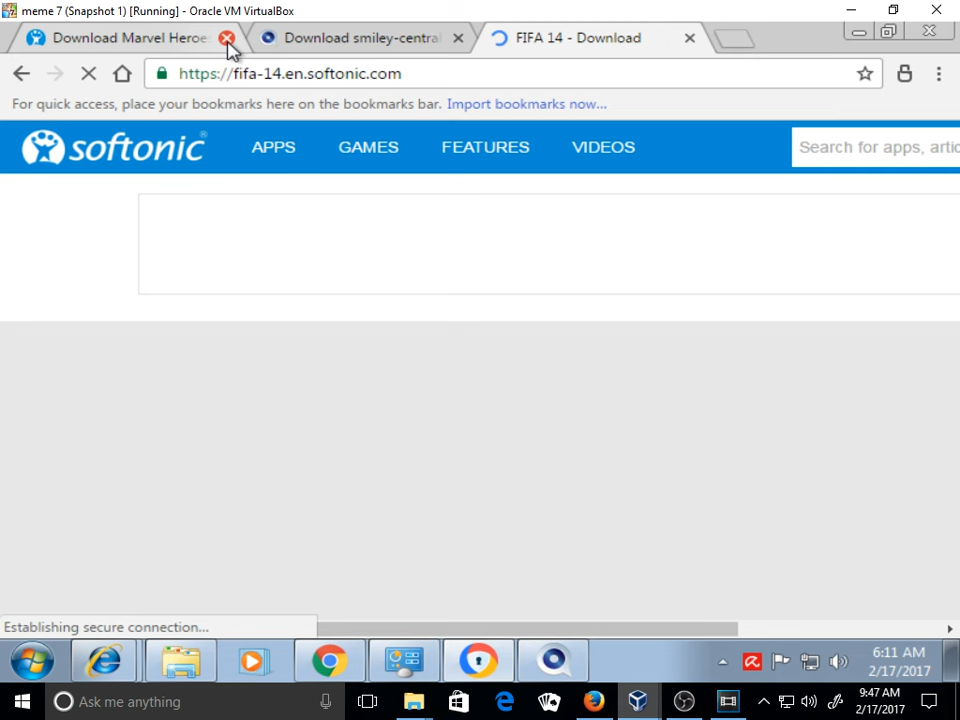 meme 7 (Snapshot 1) [Running] - Oracle VM VirtualBox
Download Marvel Heroe
Download smiley-central
FIFA 14 - Download
https://fifa-14.en.softonic.com
For quick access, place your bookmarks here on the bookmarks bar. Import bookmarks now...
softonic®
APPS
GAMES
FEATURES
VIDEOS
Search for apps, artic
Establishing secure connection...
6:11 AM
2/17/2017
Ask me anything
9:47 AM
2/17/2017